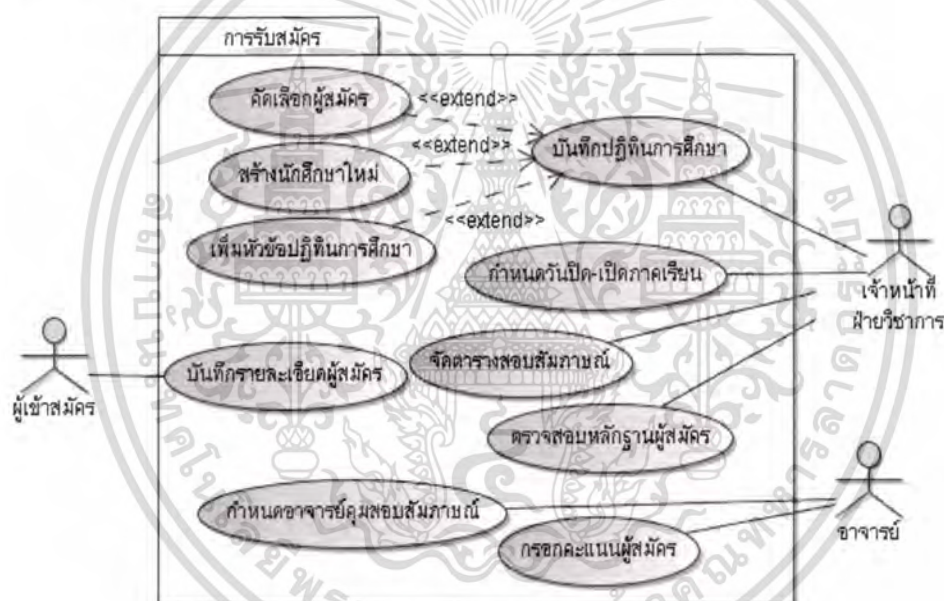 การรับสมัคร
คัดเลือกผู้สมัคร
<<extend>>
บันทึกปฏิทินการศึกษา
<<extend>>
สร้างนักศึกษาใหม่
<<extend>>
เพิ่มหัวข้อปฏิทินการศึกษา
กำหนดวันปิด-เปิดภาคเรียน
เจ้าหน้าที่
ฝ่ายวิชาการ
จัดตารางสอบสัมภาษณ์
บันทึกรายละเอียดผู้สมัคร
ผู้เข้าสมัคร
ตรวจสอบหลักฐานผู้สมัคร
กำหนดอาจารย์คุมสอบสัมภาษณ์
อาจารย์
กรอกคะแนนผู้สมัคร